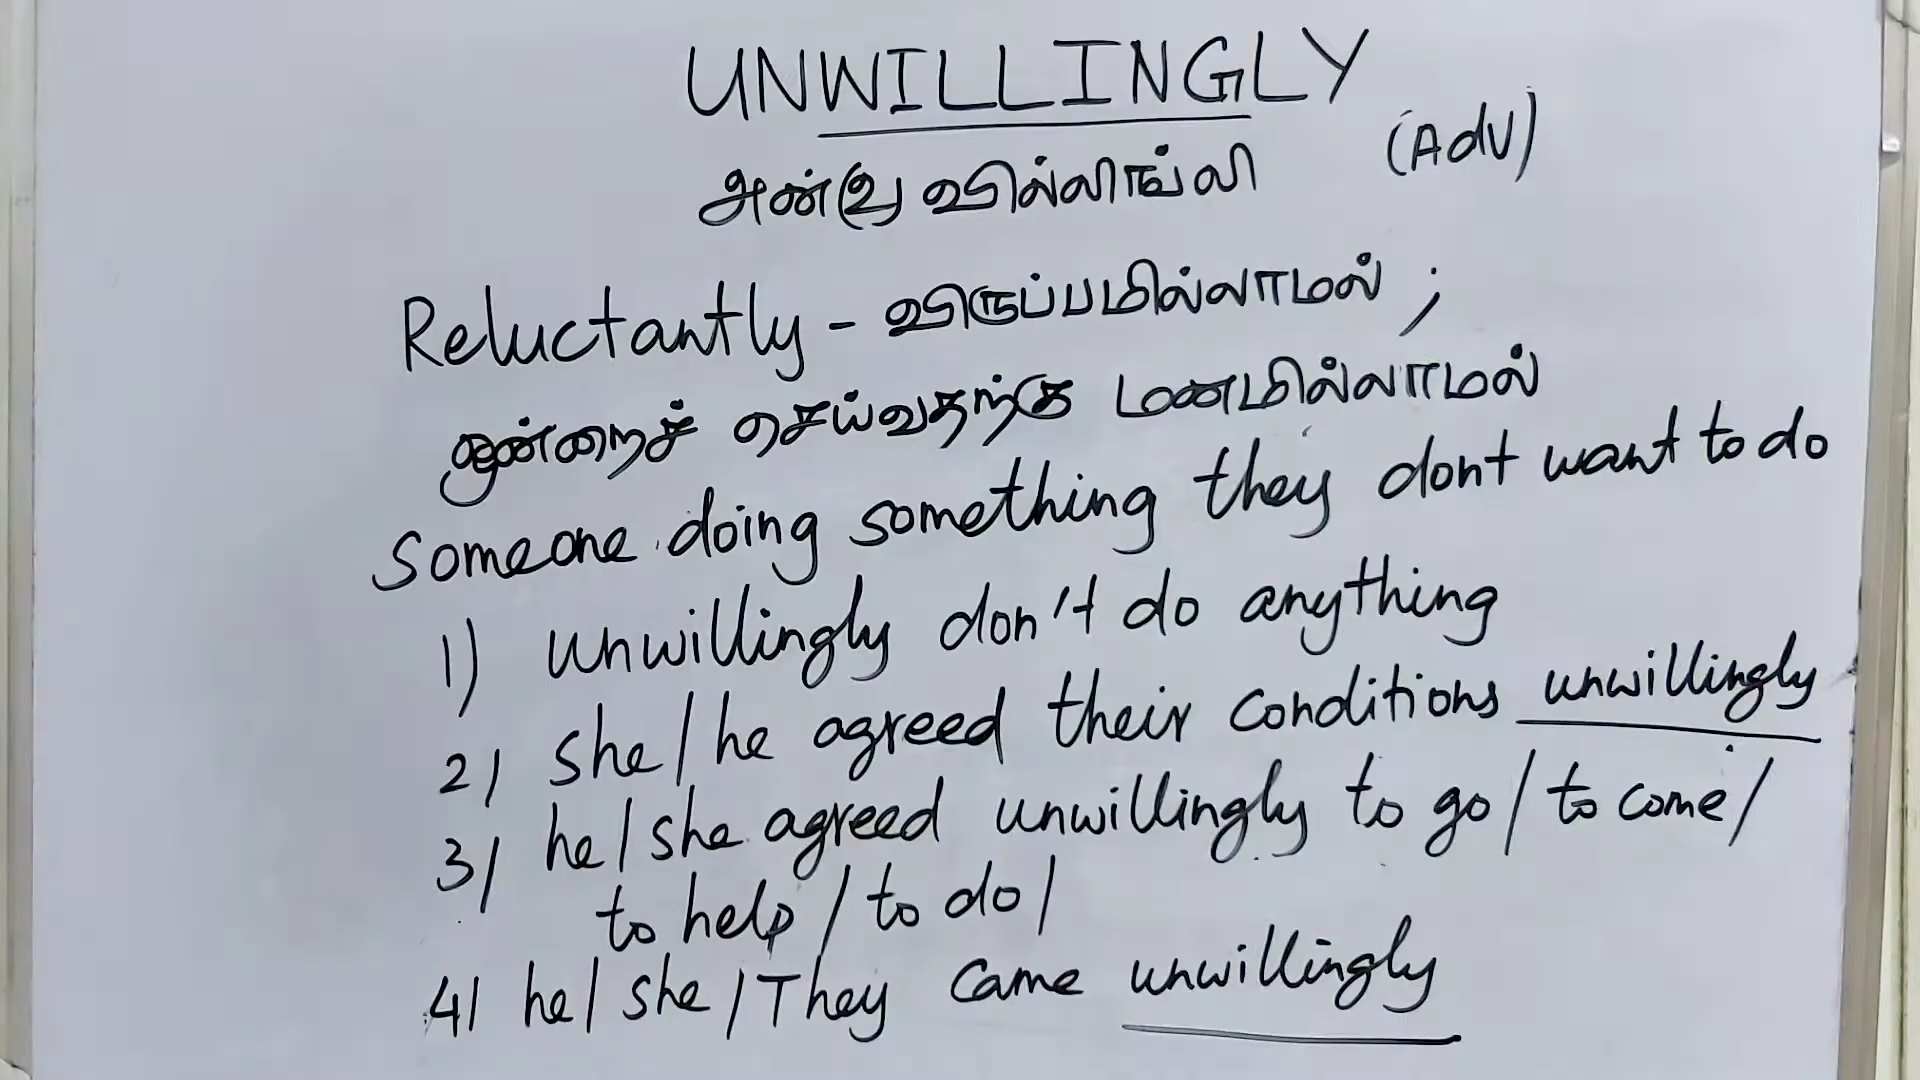 UNWILLINGLY
(Adv)
அன்வு வில்லிங்லி
Reluctantly - விருப்பமில்லாமல் ;
ஒன்றைச் செய்வதற்கு மனமில்லாமல்
Someone doing something they dont want to do
1) unwillingly don't do anything
2) she/he agreed their conditions unwillingly
3) he/she agreed unwillingly to go/to come/
to help/to do/
4) he/she/They came unwillingly